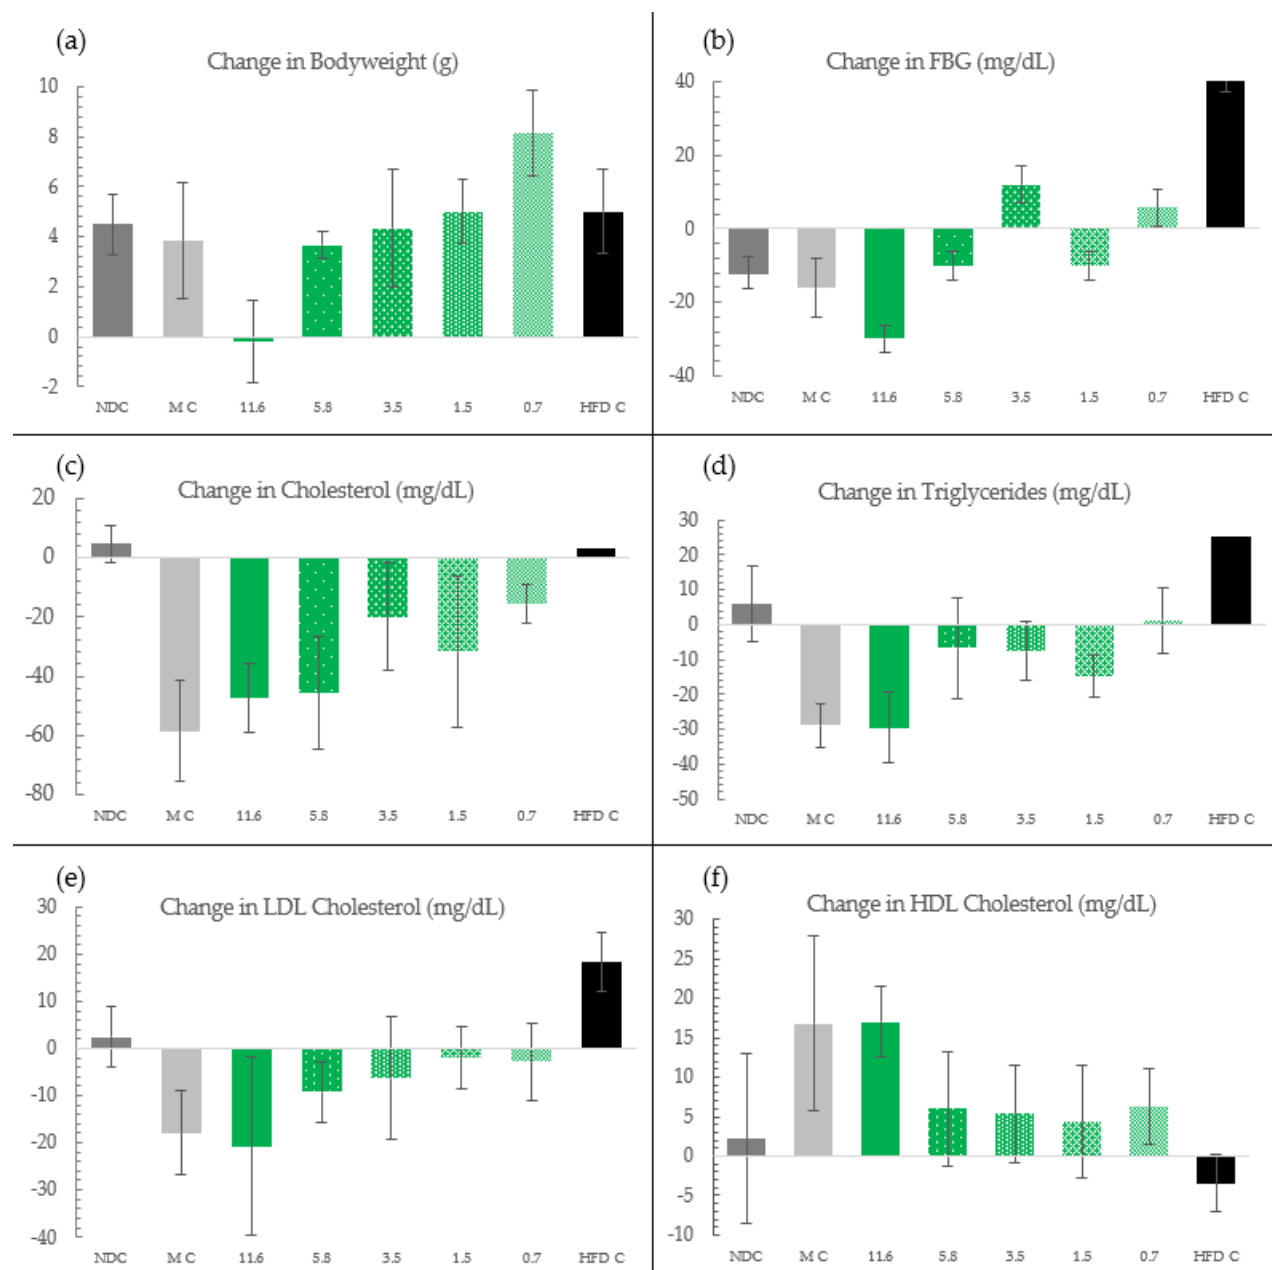 (a)
Change in Bodyweight (g)
10
8
6
4
2
0
-2
NDC M C 11.6 5.8 3.5 1.5 0.7 HFD C
(b)
Change in FBG (mg/dL)
40
20
0
-20
-40
NDC M C 11.6 5.8 3.5 1.5 0.7 HFD C
(c)
Change in Cholesterol (mg/dL)
20
0
-20
-40
-60
-80
NDC M C 11.6 5.8 3.5 1.5 0.7 HFD C
(d)
Change in Triglycerides (mg/dL)
30
20
10
0
-10
-20
-30
-40
-50
NDC M C 11.6 5.8 3.5 1.5 0.7 HFD C
(e)
Change in LDL Cholesterol (mg/dL)
30
20
10
0
-10
-20
-30
-40
NDC M C 11.6 5.8 3.5 1.5 0.7 HFD C
(f)
Change in HDL Cholesterol (mg/dL)
30
25
20
15
10
5
0
-5
-10
NDC M C 11.6 5.8 3.5 1.5 0.7 HFD C